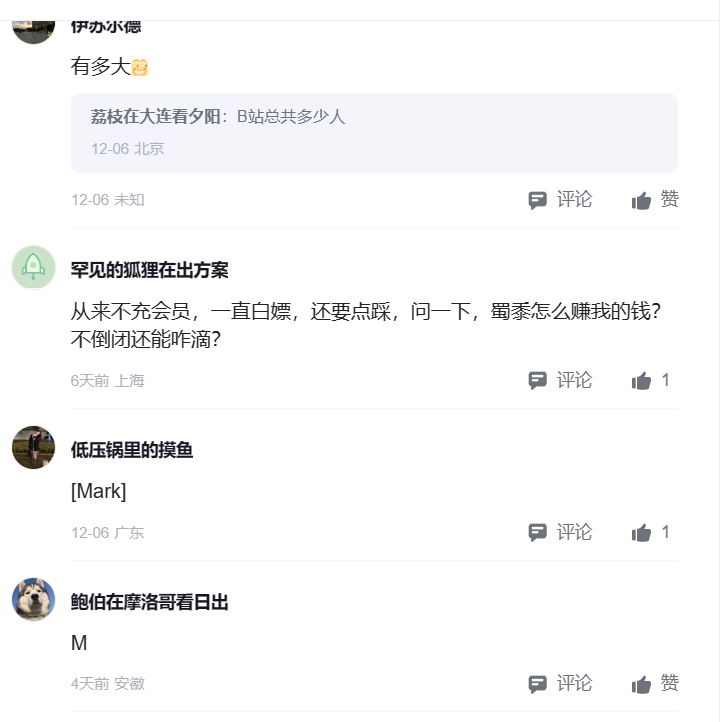 伊苏尔德
有多大
荔枝在大连看夕阳：B站总共多少人
12-06 北京
12-06 未知
评论 赞
罕见的狐狸在出方案
从来不充会员，一直白嫖，还要点踩，问一下，蜀黍怎么赚我的钱？
不倒闭还能咋滴？
6天前 上海
评论 1
低压锅里的摸鱼
[Mark]
12-06 广东
评论 1
鲍伯在摩洛哥看日出
M
4天前 安徽
评论 赞